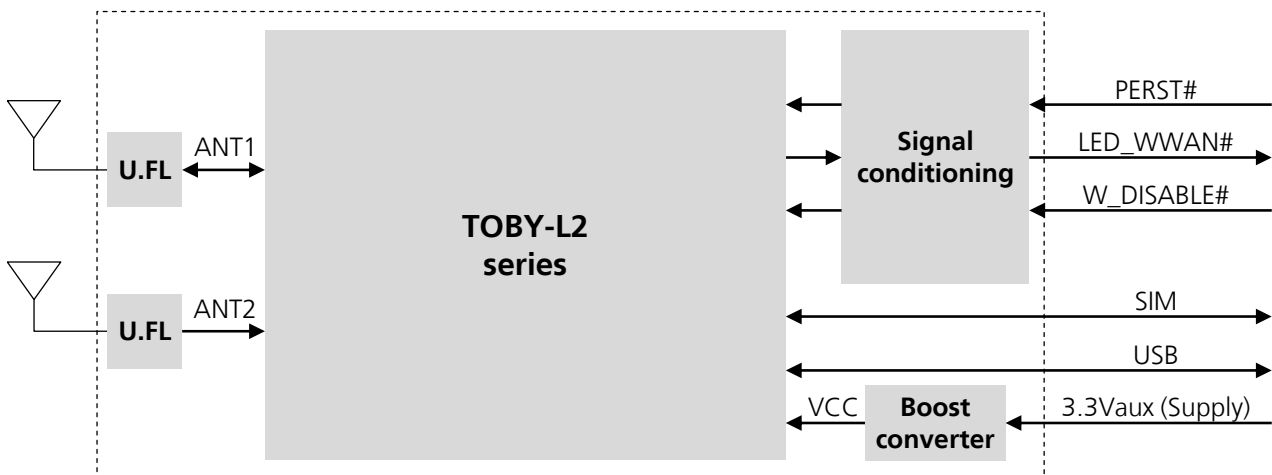 PERST#
U.FL
ANT1
LED_WWAN#
Signal
conditioning
W_DISABLE#
TOBY-L2
series
U.FL
ANT2
SIM
USB
VCC
Boost
converter
3.3Vaux (Supply)